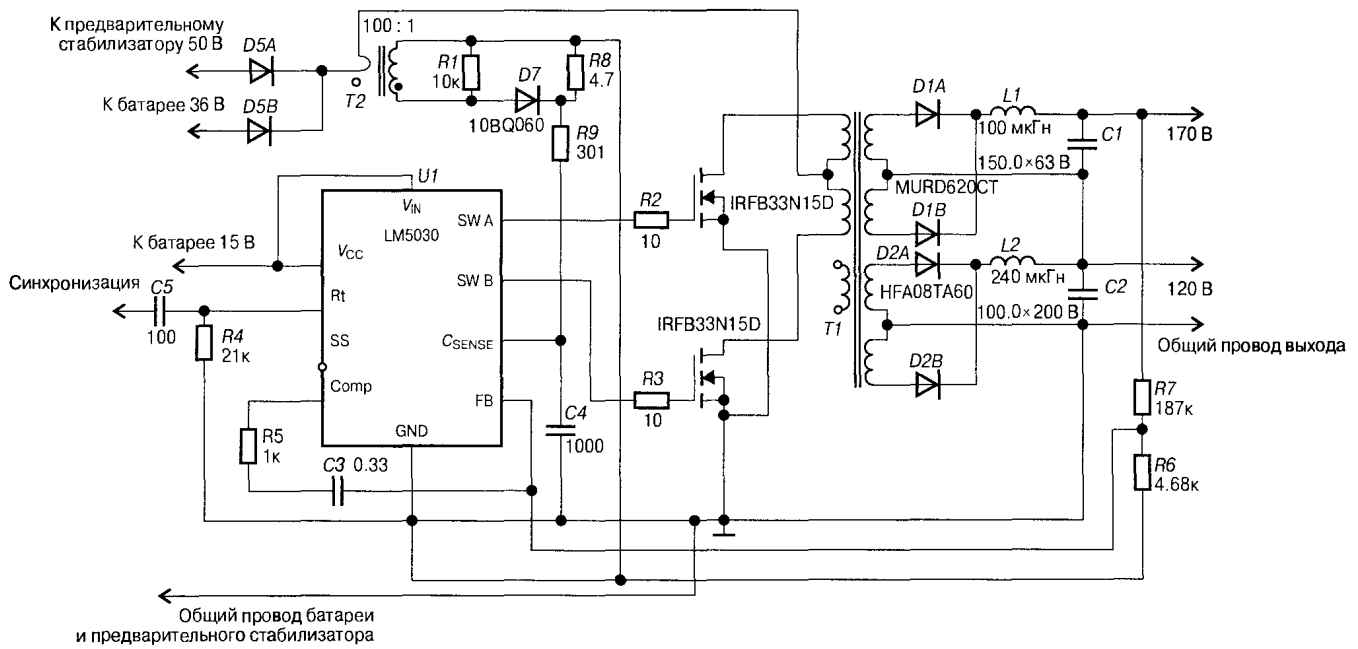 К предварительному
стабилизатору 50 В
D5A
100 : 1
T2
К батарее 36 В
D5B
R1
10к
D7
10BQ060
R8
4.7
R9
301
U1
VIN
LM5030
VCC
Rt
SS
Comp
GND
SW A
SW B
CSENSE
FB
К батарее 15 В
Синхронизация
C5
100
R4
21к
R5
1к
C3 0.33
C4
1000
R2
10
R3
10
IRFB33N15D
IRFB33N15D
T1
D1A
MURD620CT
D1B
D2A
HFA08TA60
D2B
L1
100 мкГн
C1
150.0×63 В
L2
240 мкГн
C2
100.0×200 В
170 В
120 В
Общий провод выхода
R7
187к
R6
4.68к
Общий провод батареи
и предварительного стабилизатора